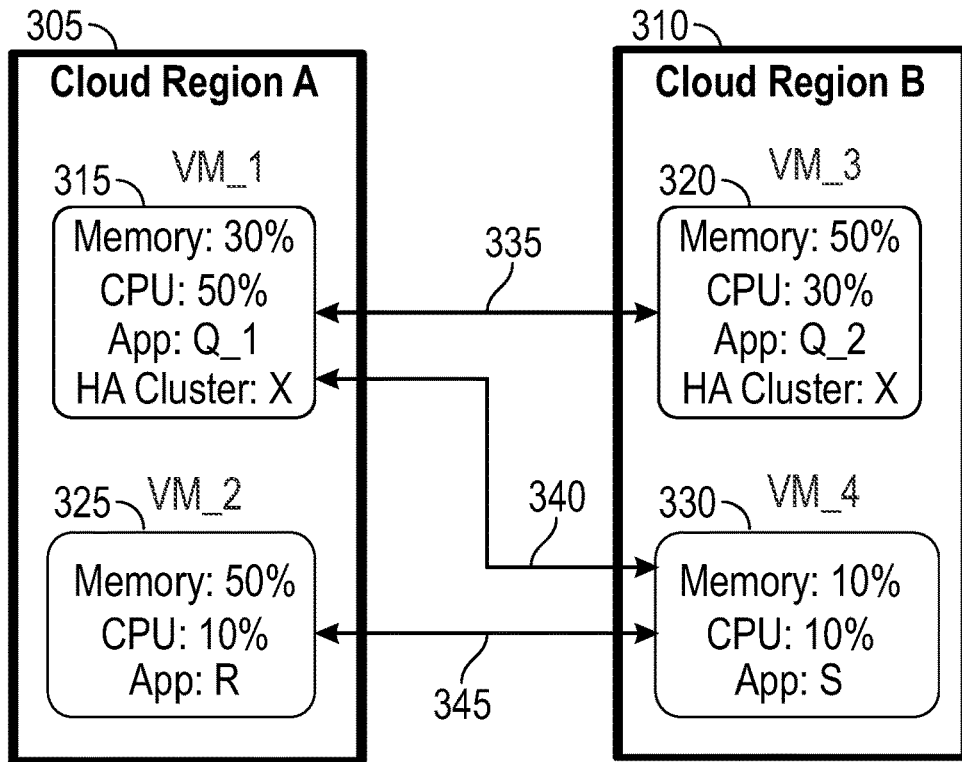 305
310
Cloud Region A
Cloud Region B
VM_1
315
Memory: 30%
CPU: 50%
App: Q_1
HA Cluster: X
335
VM_3
320
Memory: 50%
CPU: 30%
App: Q_2
HA Cluster: X
VM_2
325
Memory: 50%
CPU: 10%
App: R
340
345
VM_4
330
Memory: 10%
CPU: 10%
App: S